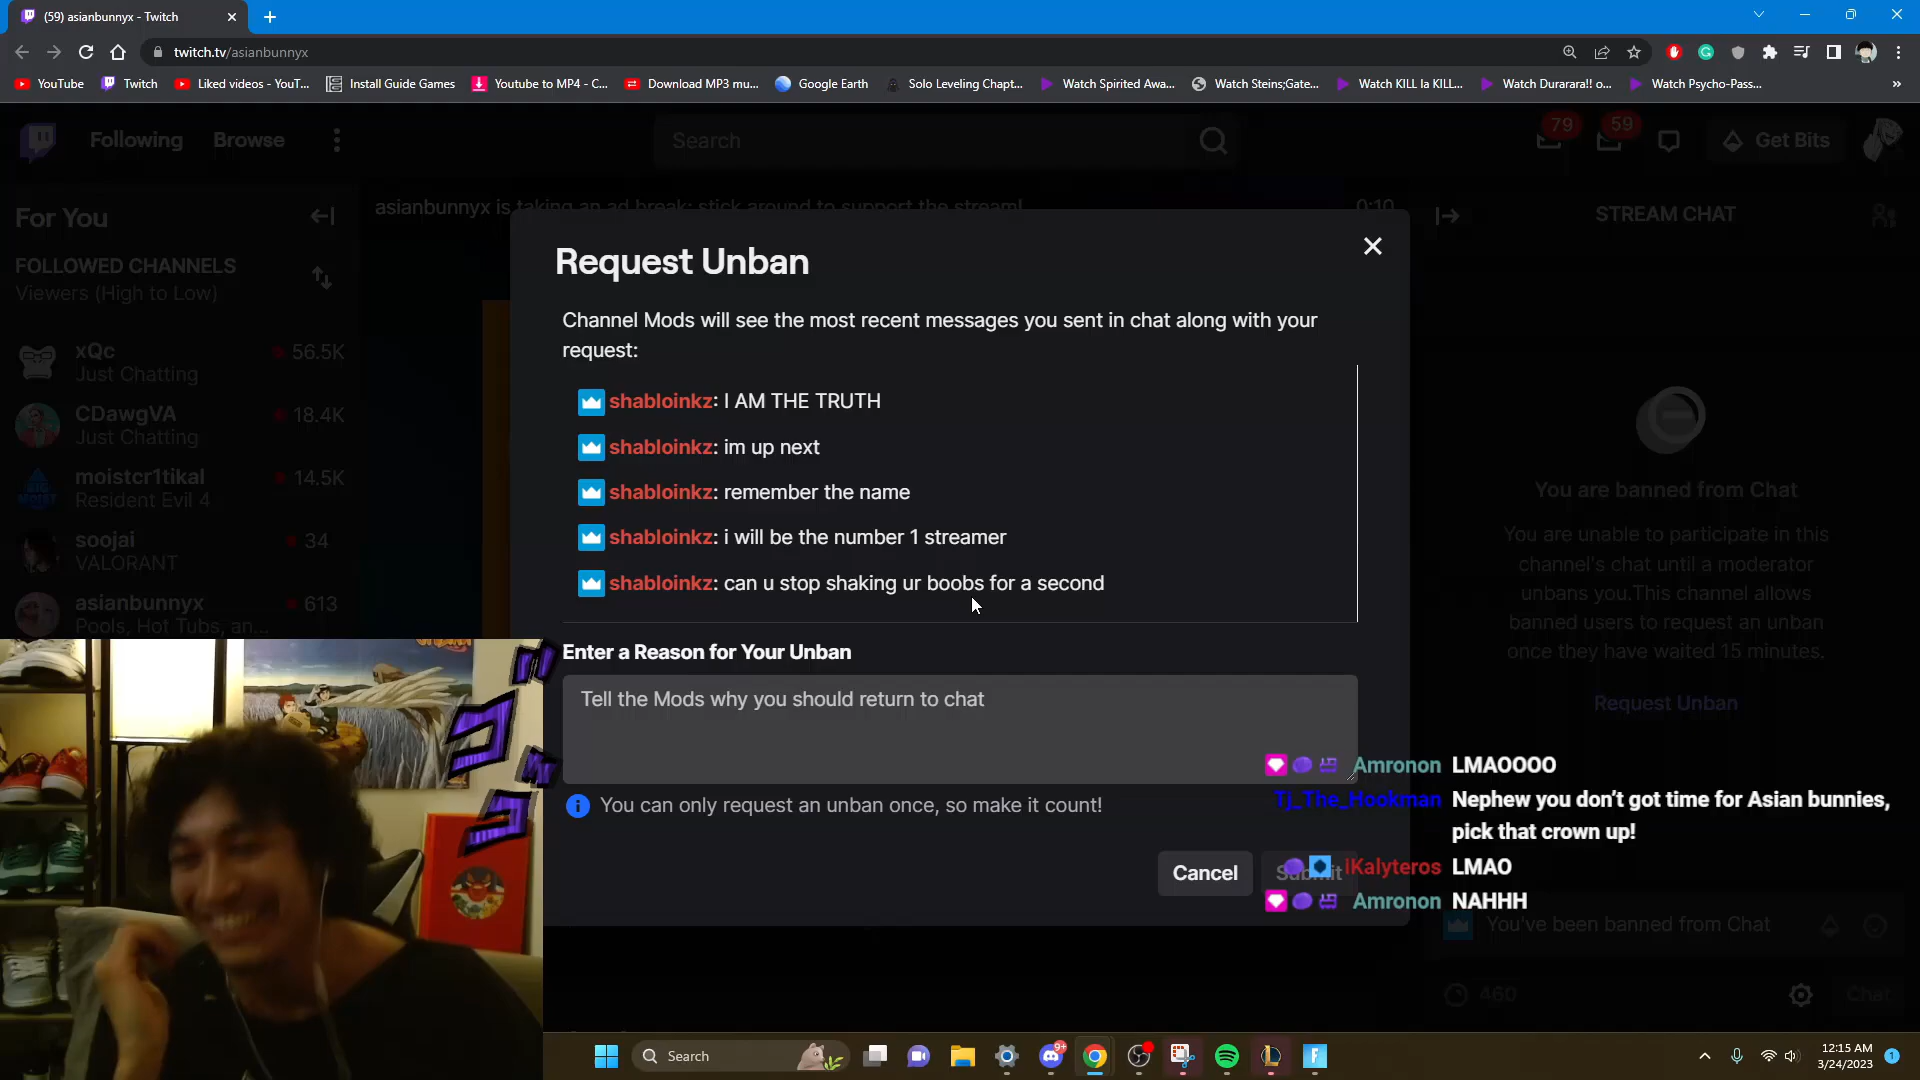 (59) asianbunnyx - Twitch
twitch.tv/asianbunnyx
YouTube
Twitch
Liked videos - YouT...
Install Guide Games
Youtube to MP4 - C...
Download MP3 mu...
Google Earth
Solo Leveling Chapt...
Watch Spirited Awa...
Watch Steins;Gate...
Watch KILL la KILL...
Watch Durarara!! o...
Watch Psycho-Pass...
»
Following
Browse
Search
79
59
Get Bits
For You
asianbunnyx is taking an ad break; stick around to support the stream!
0:10
STREAM CHAT
FOLLOWED CHANNELS
Viewers (High to Low)
xQc
56.5K
Just Chatting
CDawgVA
18.4K
Just Chatting
moistcr1tikal
14.5K
Resident Evil 4
soojai
34
VALORANT
asianbunnyx
613
Pools, Hot Tubs, an...
Request Unban
Channel Mods will see the most recent messages you sent in chat along with your
request:
shabloinkz: I AM THE TRUTH
shabloinkz: im up next
shabloinkz: remember the name
shabloinkz: i will be the number 1 streamer
shabloinkz: can u stop shaking ur boobs for a second
Enter a Reason for Your Unban
Tell the Mods why you should return to chat
You can only request an unban once, so make it count!
Cancel
Submit
You are banned from Chat
You are unable to participate in this
channel's chat until a moderator
unbans you.This channel allows
banned users to request an unban
once they have waited 15 minutes.
Request Unban
Amronon LMAOOOO
Tj_The_Hookman Nephew you don't got time for Asian bunnies,
pick that crown up!
iKalyteros LMAO
Amronon NAHHH
You've been banned from Chat
460
Chat
Search
9+
12:15 AM
3/24/2023
1